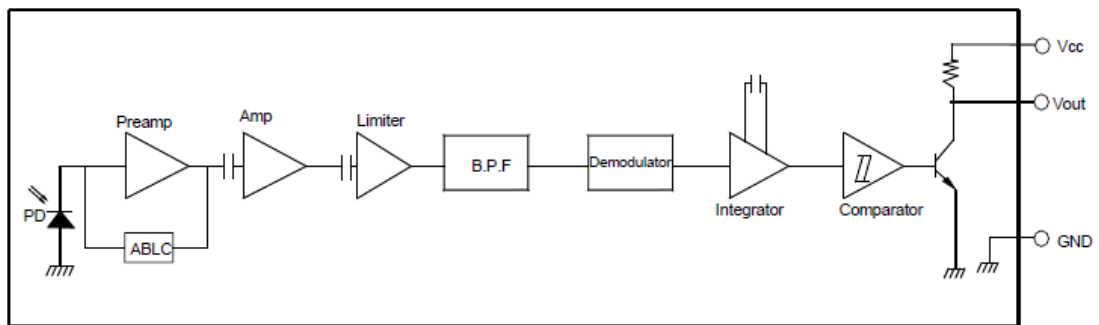 Vcc
Vout
GND
Preamp
Amp
Limiter
B.P.F
Demodulator
Integrator
Comparator
PD
ABLC